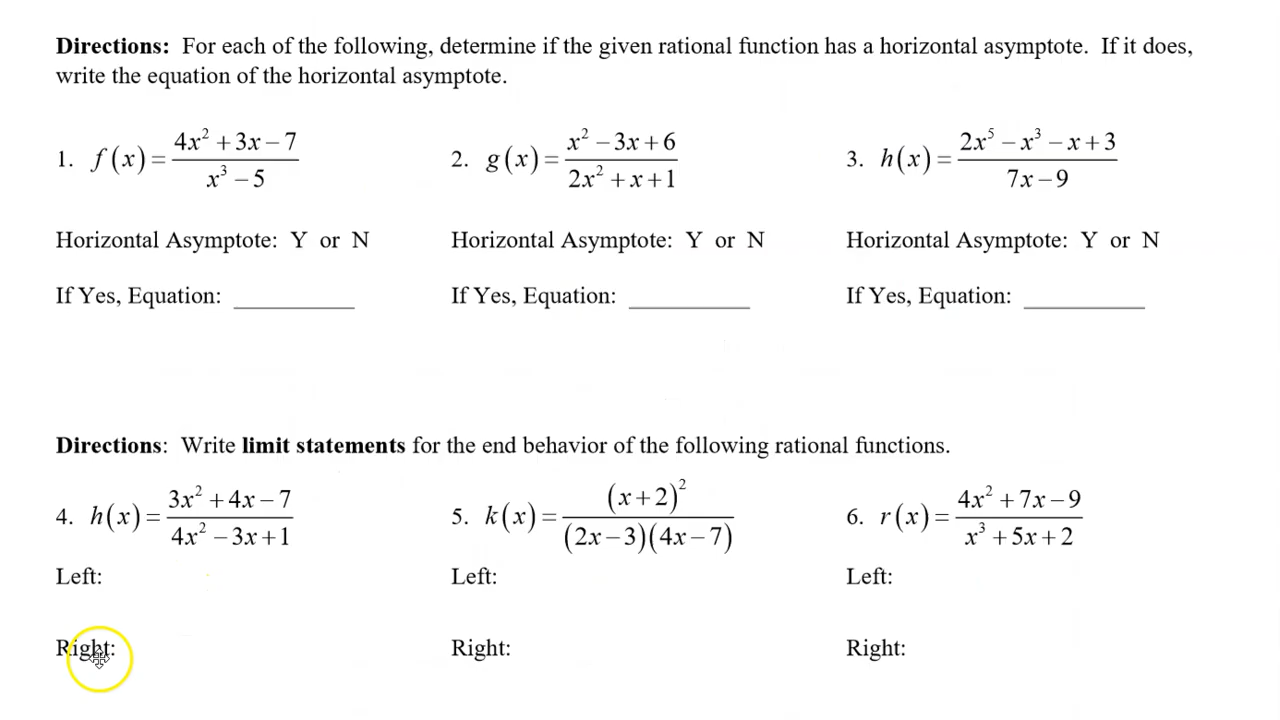 Directions: For each of the following, determine if the given rational function has a horizontal asymptote. If it does,
write the equation of the horizontal asymptote.
1. f(x) = (4x² + 3x − 7)/(x³ − 5)
2. g(x) = (x² − 3x + 6)/(2x² + x + 1)
3. h(x) = (2x⁵ − x³ − x + 3)/(7x − 9)
Horizontal Asymptote: Y or N
Horizontal Asymptote: Y or N
Horizontal Asymptote: Y or N
If Yes, Equation: __________
If Yes, Equation: __________
If Yes, Equation: __________
Directions: Write limit statements for the end behavior of the following rational functions.
4. h(x) = (3x² + 4x − 7)/(4x² − 3x + 1)
5. k(x) = (x+2)²/((2x−3)(4x−7))
6. r(x) = (4x² + 7x − 9)/(x³ + 5x + 2)
Left:
Left:
Left:
Right:
Right:
Right: